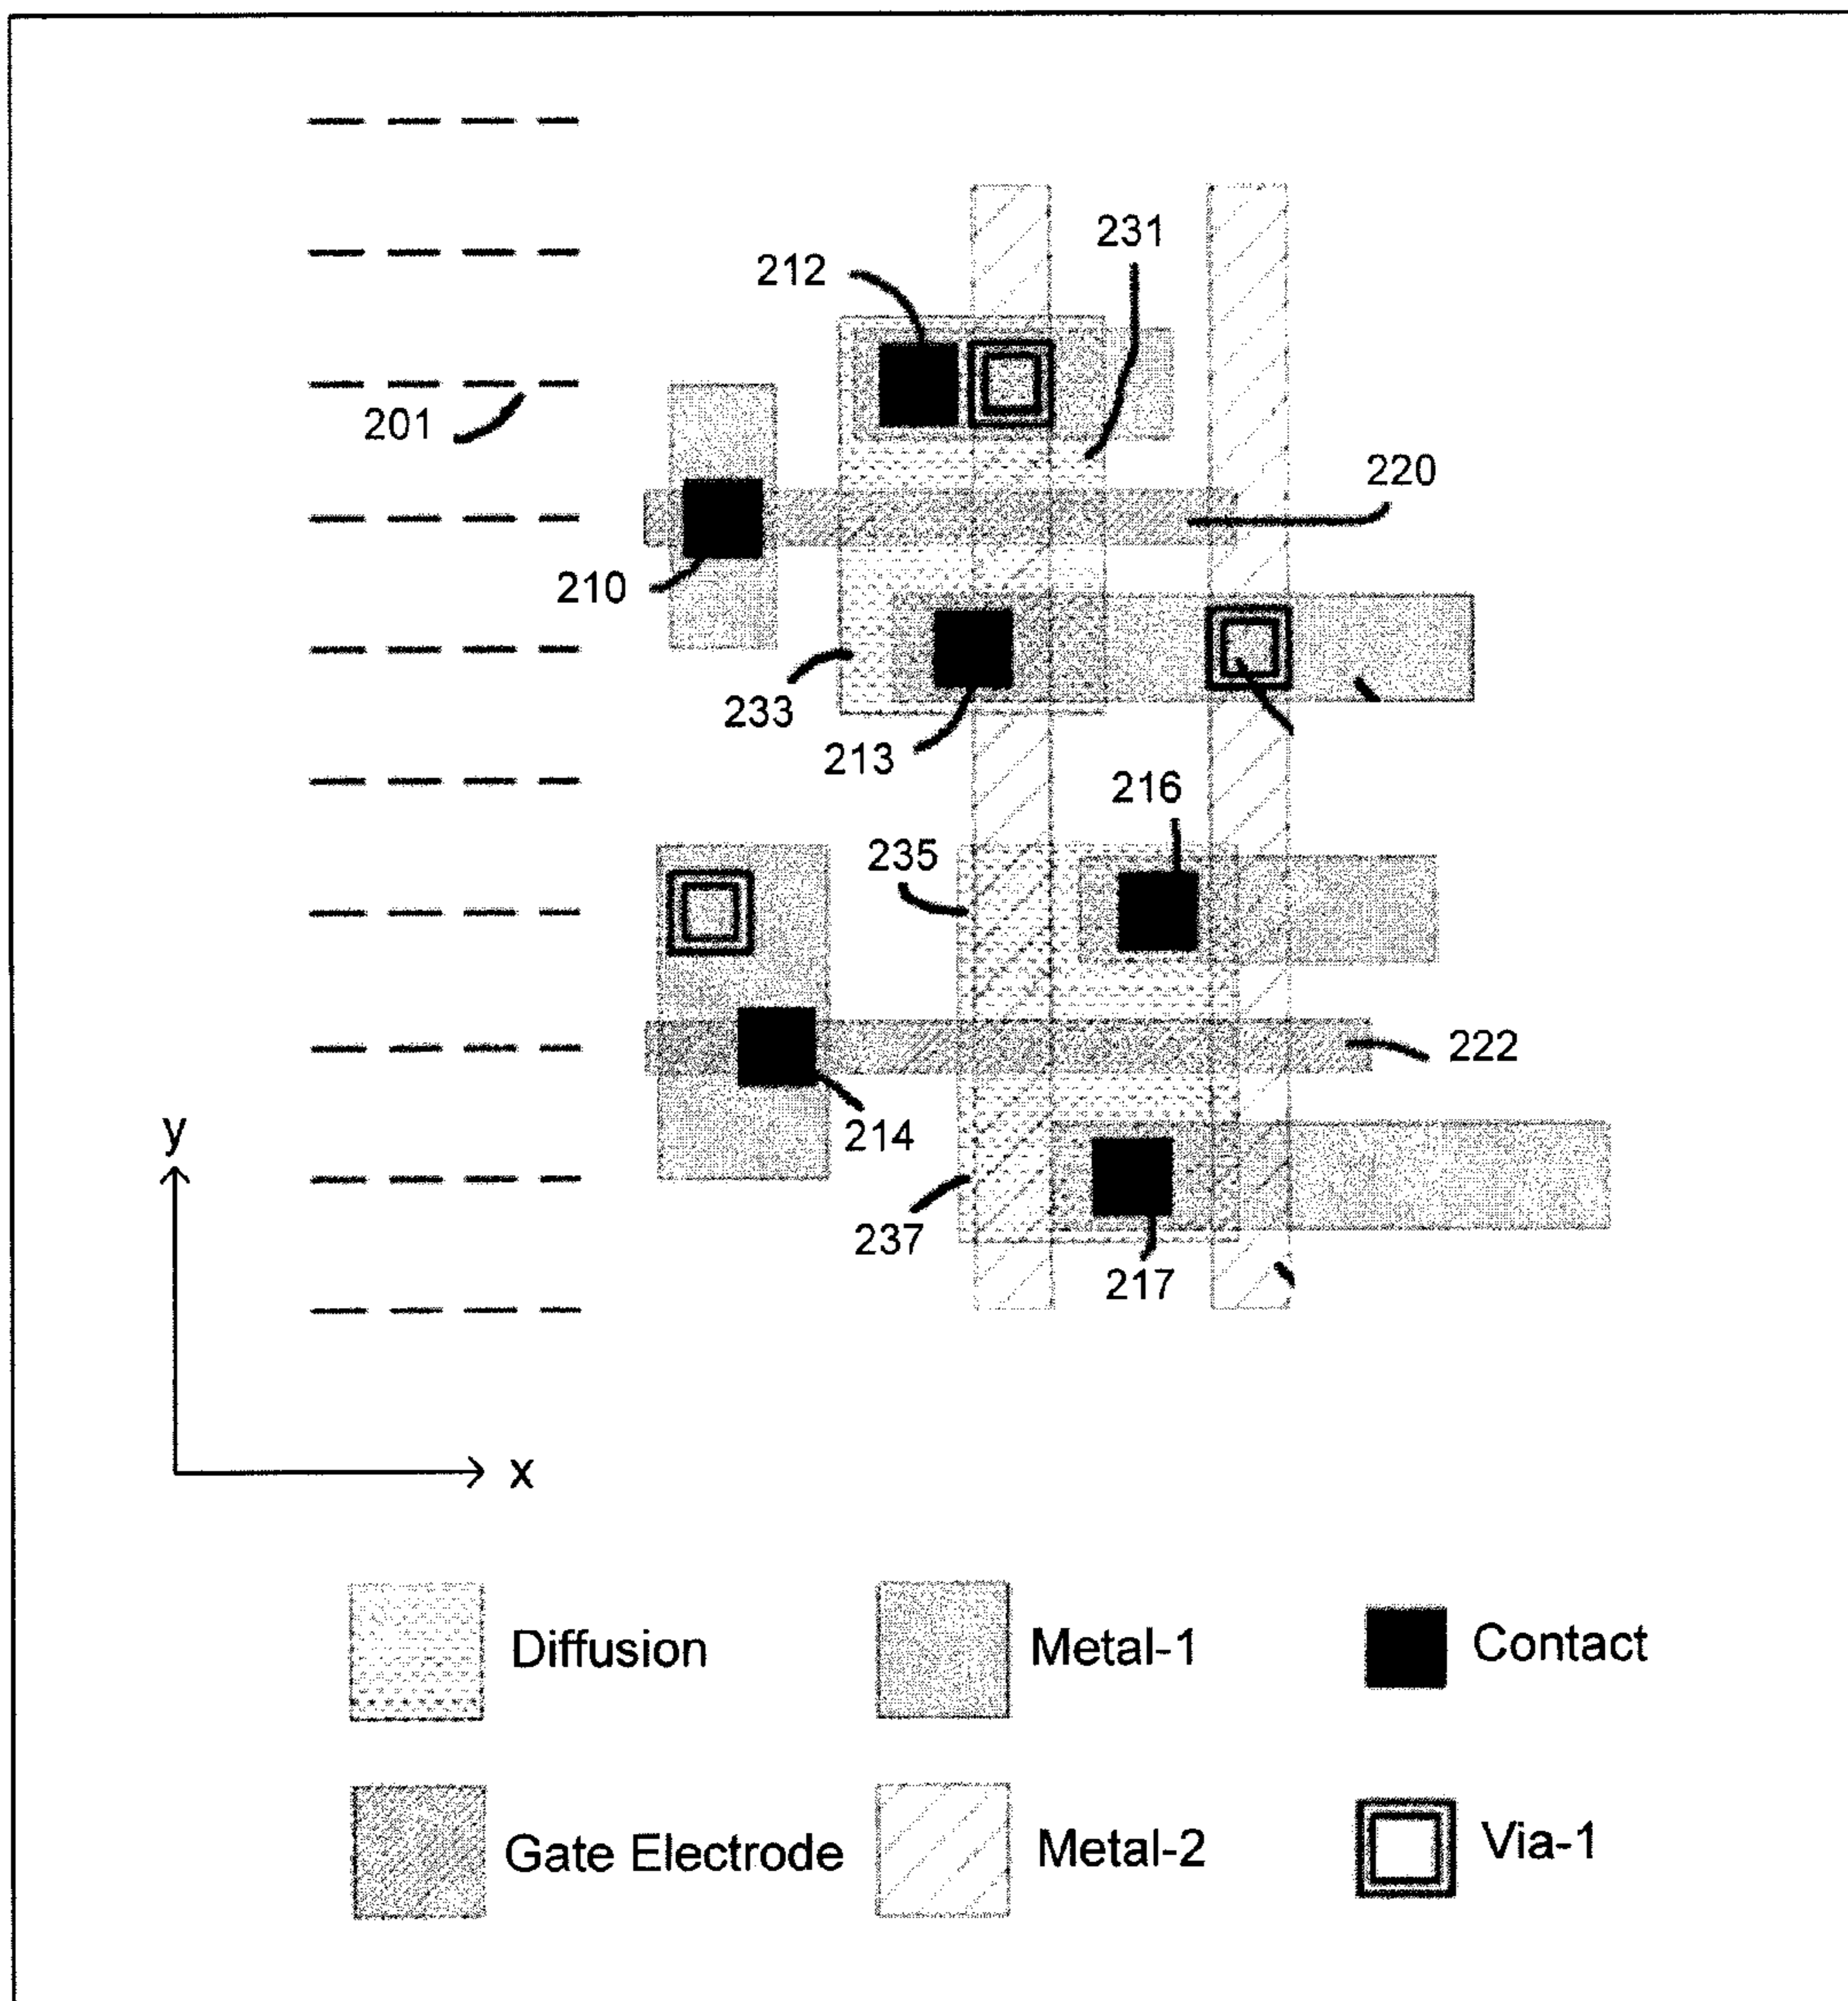 231
212
201
220
210
233
213
216
235
222
214
y
237
217
x
Diffusion
Metal-1
Contact
Gate Electrode
Metal-2
Via-1